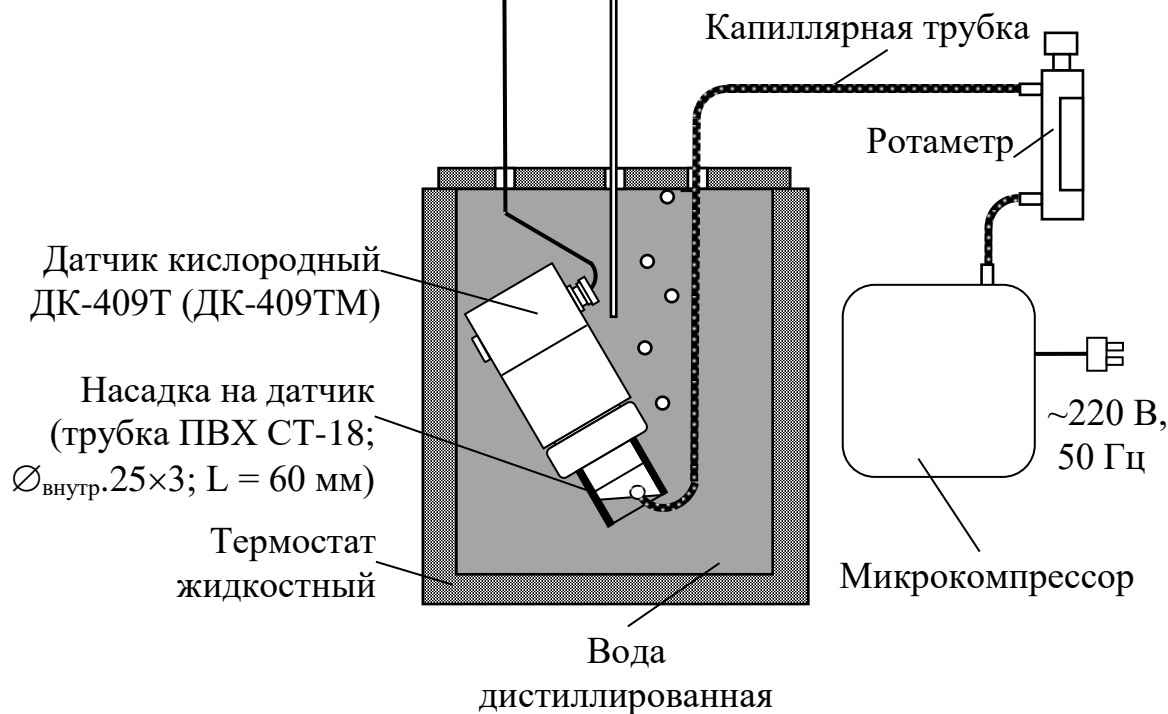 Капиллярная трубка
Ротаметр
Датчик кислородный
ДК-409Т (ДК-409ТМ)
Насадка на датчик
(трубка ПВХ СТ-18;
∅внутр.25×3; L = 60 мм)
~220 В,
50 Гц
Термостат
жидкостный
Микрокомпрессор
Вода
дистиллированная